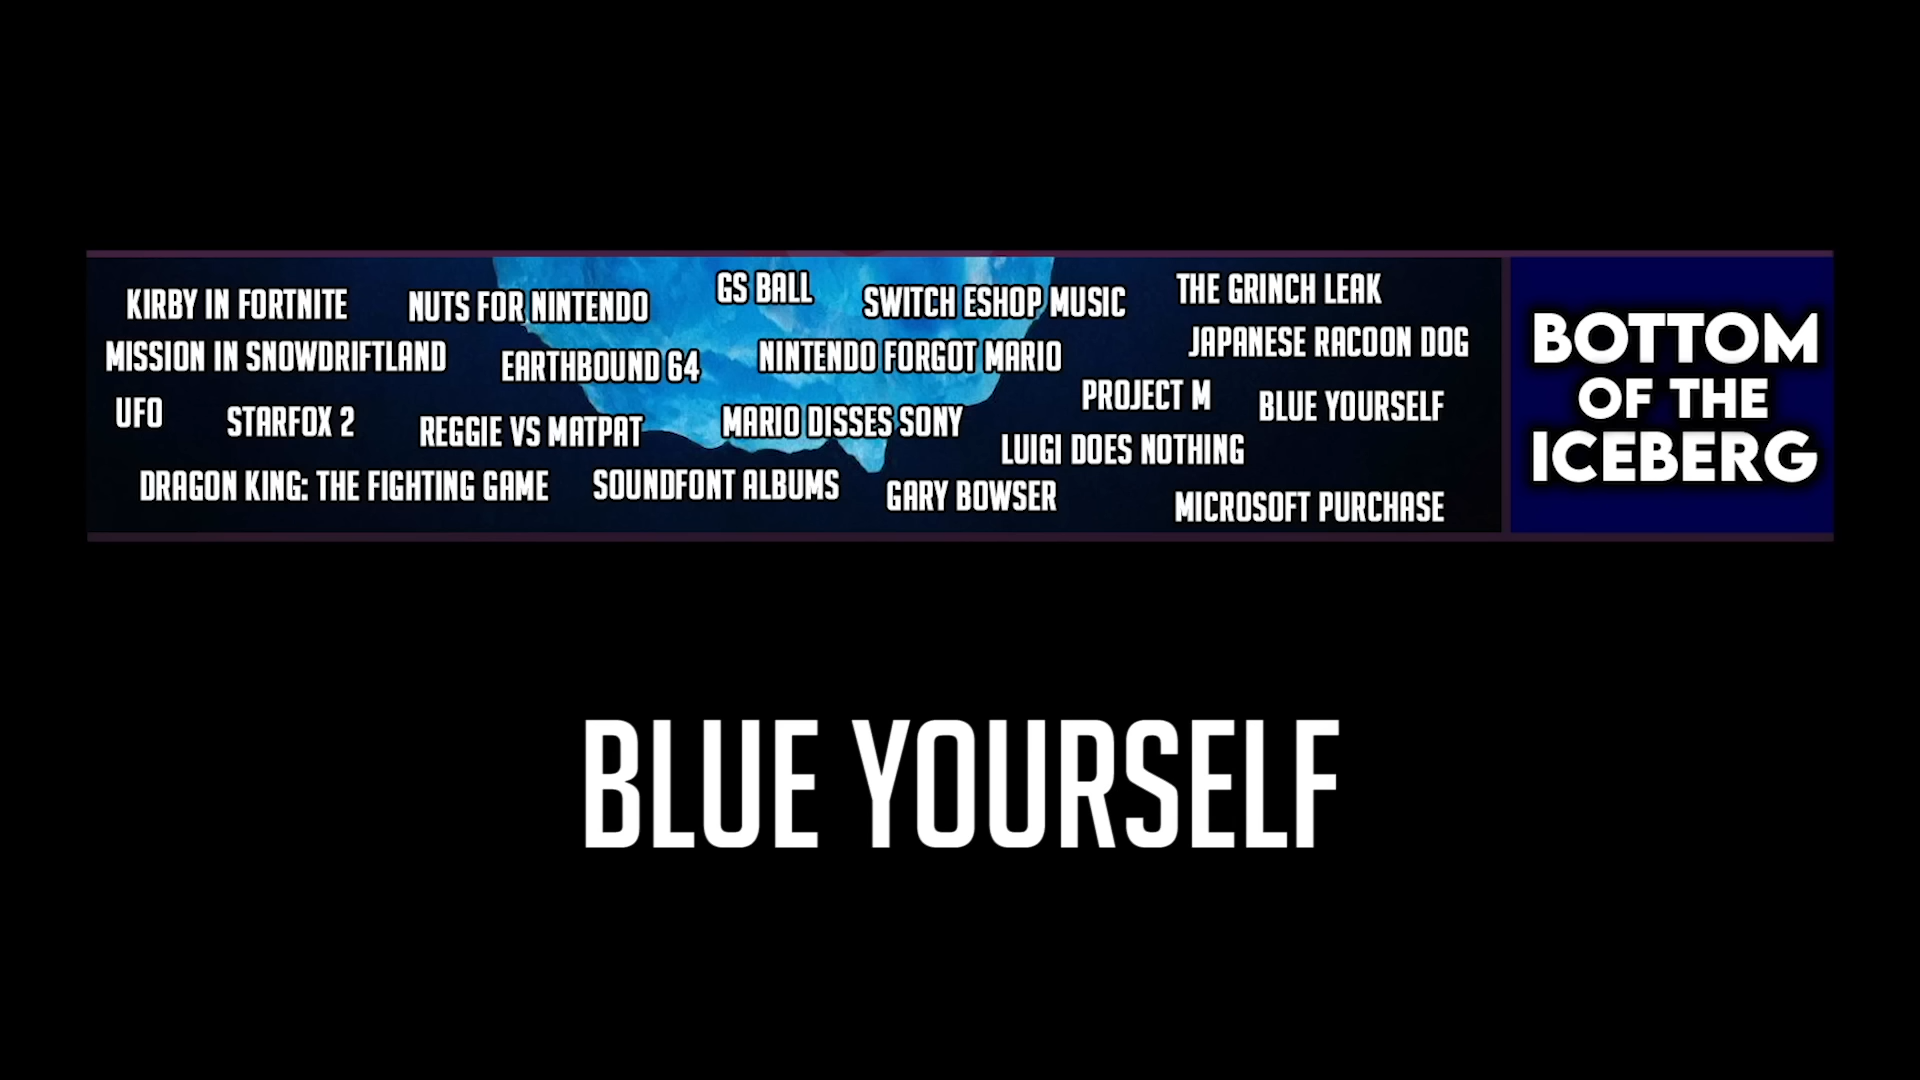 KIRBY IN FORTNITE
NUTS FOR NINTENDO
GS BALL
SWITCH ESHOP MUSIC
THE GRINCH LEAK
MISSION IN SNOWDRIFTLAND
EARTHBOUND 64
NINTENDO FORGOT MARIO
JAPANESE RACOON DOG
UFO
STARFOX 2
REGGIE VS MATPAT
MARIO DISSES SONY
PROJECT M
BLUE YOURSELF
LUIGI DOES NOTHING
DRAGON KING: THE FIGHTING GAME
SOUNDFONT ALBUMS
GARY BOWSER
MICROSOFT PURCHASE
BOTTOM
OF THE
ICEBERG
BLUE YOURSELF